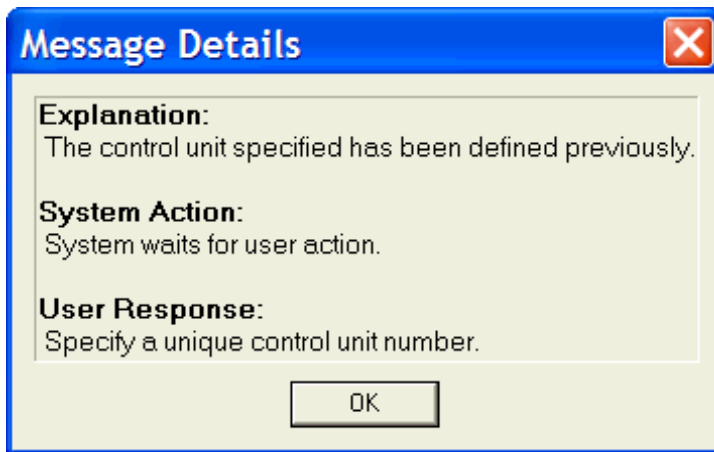 Message Details
Explanation:
The control unit specified has been defined previously.
System Action:
System waits for user action.
User Response:
Specify a unique control unit number.
OK